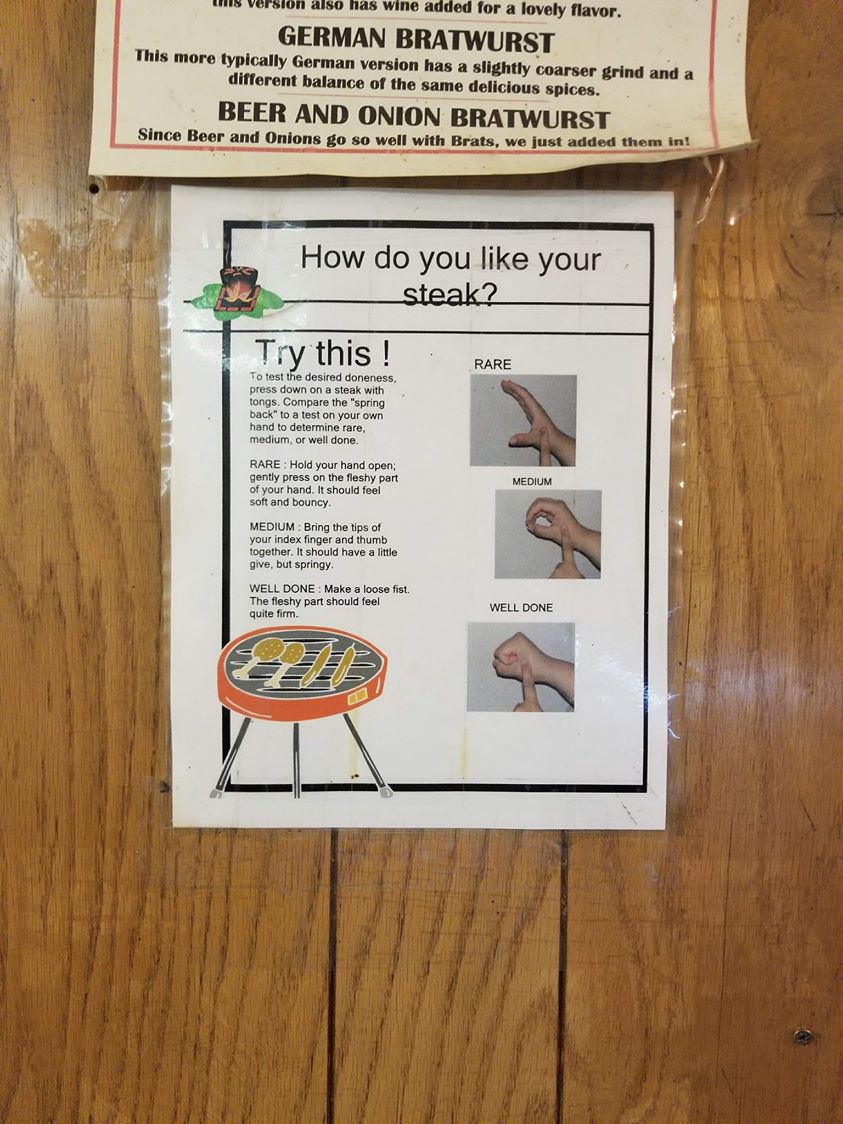 this version also has wine added for a lovely flavor.
GERMAN BRATWURST
This more typically German version has a slightly coarser grind and a
different balance of the same delicious spices.
BEER AND ONION BRATWURST
Since Beer and Onions go so well with Brats, we just added them in!
How do you like your
steak?
Try this !
To test the desired doneness,
press down on a steak with
tongs. Compare the "spring
back" to a test on your own
hand to determine rare,
medium, or well done.
RARE : Hold your hand open;
gently press on the fleshy part
of your hand. It should feel
soft and bouncy.
MEDIUM : Bring the tips of
your index finger and thumb
together. It should have a little
give, but springy.
WELL DONE : Make a loose fist.
The fleshy part should feel
quite firm.
RARE
MEDIUM
WELL DONE